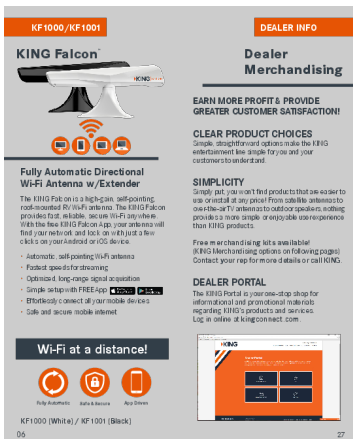 KF1000/KF1001
KING Falcon™
KING
Fully Automatic Directional
Wi-Fi Antenna w/Extender
The KING Falcon is a high-gain, self-pointing,
roof-mounted RV Wi-Fi antenna. The KING Falcon
provides fast, reliable, secure Wi-Fi anywhere.
With the free KING Falcon App, your antenna will
find your network and lock on with just a few
clicks on your Android or iOS device.
· Automatic, self-pointing Wi-Fi antenna
· Fastest speeds for streaming
· Optimized, long-range signal acquisition
· Simple setup with FREE App
· Effortlessly connect all your mobile devices
· Safe and secure mobile internet
Wi-Fi at a distance!
Fully Automatic
Safe & Secure
App Driven
KF1000 (White) / KF1001 (Black)
06
DEALER INFO
Dealer
Merchandising
EARN MORE PROFIT & PROVIDE
GREATER CUSTOMER SATISFACTION!
CLEAR PRODUCT CHOICES
Simple, straightforward options make the KING
entertainment line simple for you and your
customers to understand.
SIMPLICITY
Simply put, you won't find products that are easier to
use or install at any price! From satellite antennas to
over-the-air TV antennas to outdoor speakers, nothing
provides a more simple or enjoyable use experience
than KING products.
Free merchandising kits available!
(KING Merchandising options on following pages)
Contact your rep for more details or call KING.
DEALER PORTAL
The KING Portal is your one-stop shop for
informational and promotional materials
regarding KING's products and services.
Log in online at kingconnect.com.
KING
27